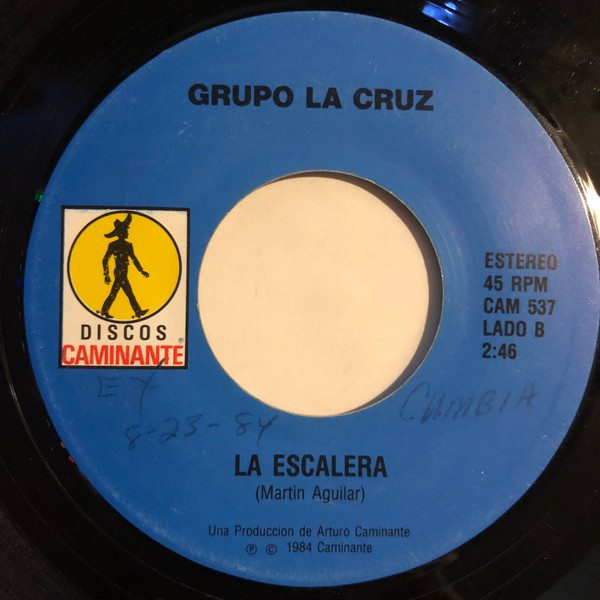 GRUPO LA CRUZ
DISCOS
CAMINANTE®
ESTEREO
45 RPM
CAM 537
LADO B
2:46
EX
8-23-84
CUMBIA
LA ESCALERA
(Martin Aguilar)
Una Produccion de Arturo Caminante
Ⓟ © 1984 Caminante